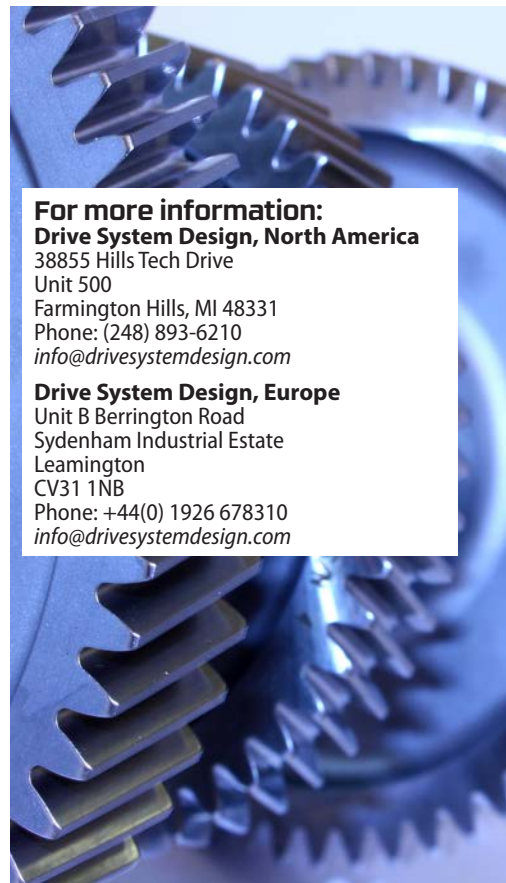 For more information:
Drive System Design, North America
38855 Hills Tech Drive
Unit 500
Farmington Hills, MI 48331
Phone: (248) 893-6210
info@drivesystemdesign.com
Drive System Design, Europe
Unit B Berrington Road
Sydenham Industrial Estate
Leamington
CV31 1NB
Phone: +44(0) 1926 678310
info@drivesystemdesign.com